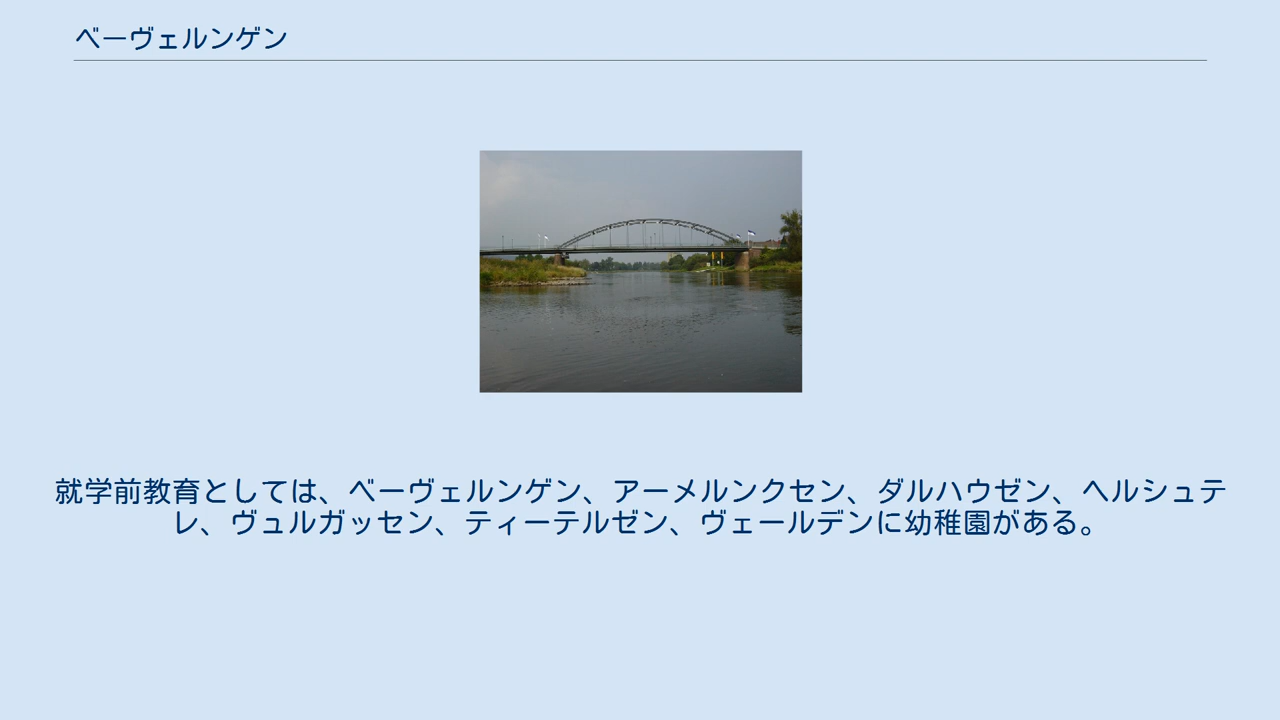 ベーヴェルンゲン
就学前教育としては、ベーヴェルンゲン、アーメルンクセン、ダルハウゼン、ヘルシュテ
レ、ヴュルガッセン、ティーテルゼン、ヴェールデンに幼稚園がある。